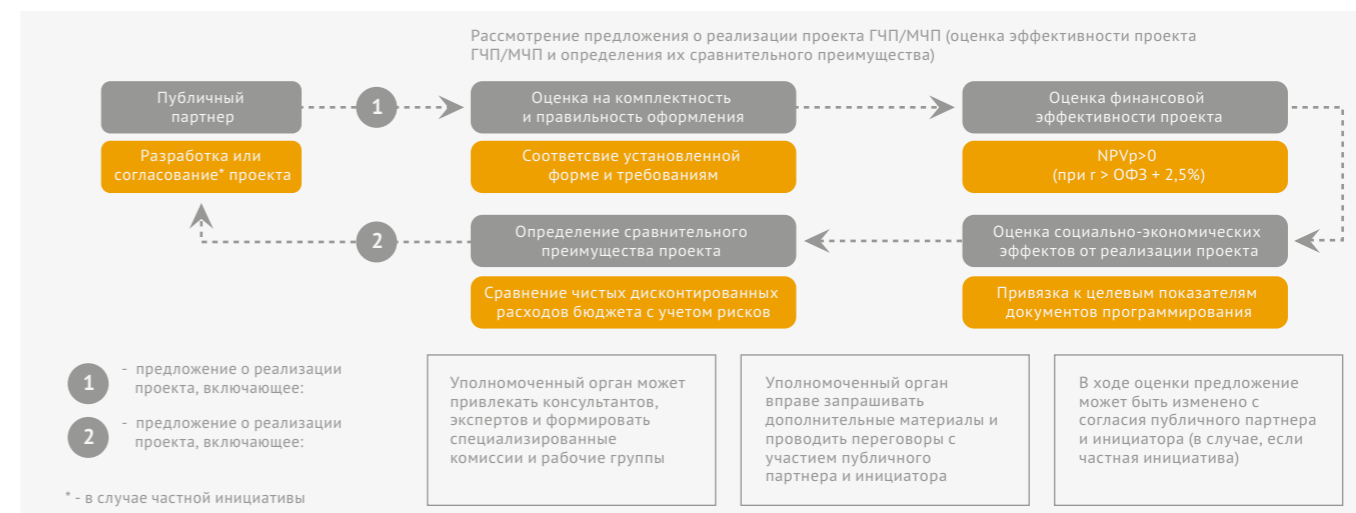 Рассмотрение предложения о реализации проекта ГЧП/МЧП (оценка эффективности проекта
ГЧП/МЧП и определения их сравнительного преимущества)
Публичный
партнер
1
Оценка на комплектность
и правильность оформления
Оценка финансовой
эффективности проекта
Разработка или
согласование* проекта
Соответсвие установленной
форме и требованиям
NPVp>0
(при r > ОФЗ + 2,5%)
2
Определение сравнительного
преимущества проекта
Оценка социально-экономических
эффектов от реализации проекта
Сравнение чистых дисконтированных
расходов бюджета с учетом рисков
Привязка к целевым показателям
документов программирования
1
- предложение о реализации
проекта, включающее:
2
- предложение о реализации
проекта, включающее:
* - в случае частной инициативы
Уполномоченный орган может
привлекать консультантов,
экспертов и формировать
специализированные
комиссии и рабочие группы
Уполномоченный орган
вправе запрашивать
дополнительные материалы и
проводить переговоры с
участием публичного
партнера и инициатора
В ходе оценки предложение
может быть изменено с
согласия публичного партнера
и инициатора (в случае, если
частная инициатива)